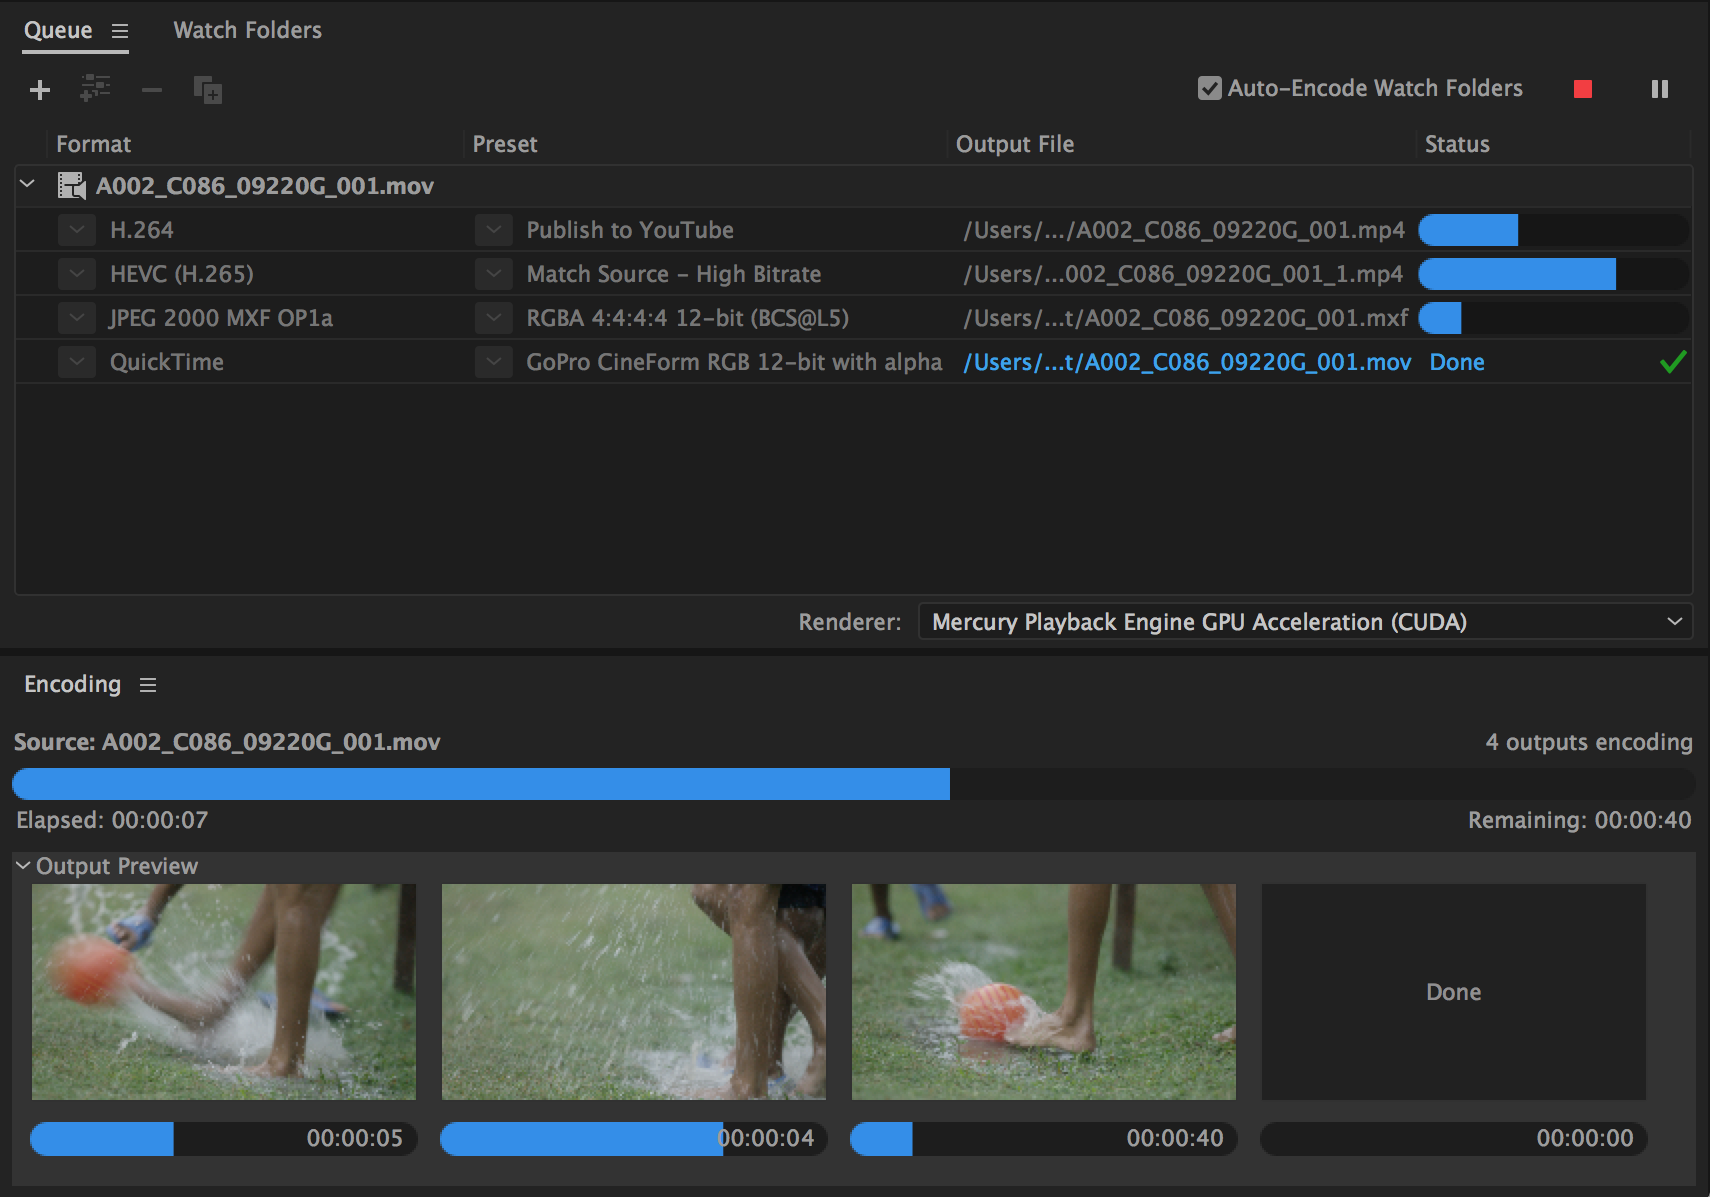 Queue Watch Folders
Auto-Encode Watch Folders
Format Preset Output File Status
A002_C086_09220G_001.mov
H.264 Publish to YouTube /Users/.../A002_C086_09220G_001.mp4
HEVC (H.265) Match Source – High Bitrate /Users/...002_C086_09220G_001_1.mp4
JPEG 2000 MXF OP1a RGBA 4:4:4:4 12-bit (BCS@L5) /Users/...t/A002_C086_09220G_001.mxf
QuickTime GoPro CineForm RGB 12-bit with alpha /Users/...t/A002_C086_09220G_001.mov Done
Renderer: Mercury Playback Engine GPU Acceleration (CUDA)
Encoding
Source: A002_C086_09220G_001.mov 4 outputs encoding
Elapsed: 00:00:07 Remaining: 00:00:40
Output Preview
Done
00:00:05 00:00:04 00:00:40 00:00:00